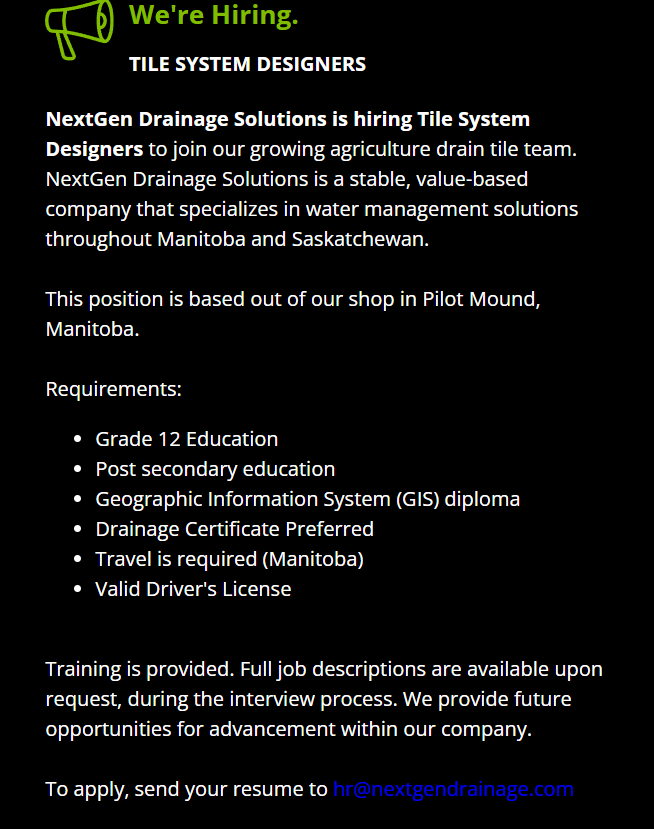 We're Hiring.
TILE SYSTEM DESIGNERS
NextGen Drainage Solutions is hiring Tile System
Designers to join our growing agriculture drain tile team.
NextGen Drainage Solutions is a stable, value-based
company that specializes in water management solutions
throughout Manitoba and Saskatchewan.
This position is based out of our shop in Pilot Mound,
Manitoba.
Requirements:
• Grade 12 Education
• Post secondary education
• Geographic Information System (GIS) diploma
• Drainage Certificate Preferred
• Travel is required (Manitoba)
• Valid Driver's License
Training is provided. Full job descriptions are available upon
request, during the interview process. We provide future
opportunities for advancement within our company.
To apply, send your resume to hr@nextgendrainage.com